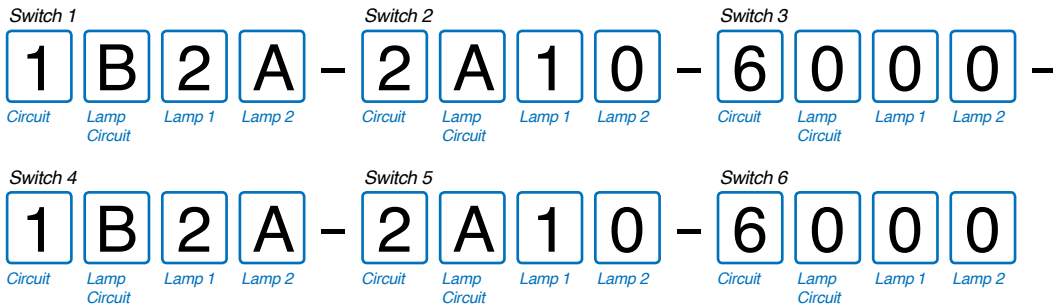 Switch 1 Switch 2 Switch 3
1 B 2 A – 2 A 1 0 – 6 0 0 0 –
Circuit Lamp Circuit Lamp 1 Lamp 2 Circuit Lamp Circuit Lamp 1 Lamp 2 Circuit Lamp Circuit Lamp 1 Lamp 2
Switch 4 Switch 5 Switch 6
1 B 2 A – 2 A 1 0 – 6 0 0 0
Circuit Lamp Circuit Lamp 1 Lamp 2 Circuit Lamp Circuit Lamp 1 Lamp 2 Circuit Lamp Circuit Lamp 1 Lamp 2